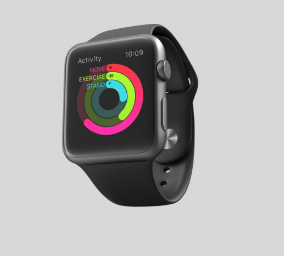 Activity 10:09
MOVE
EXERCISE
STAND